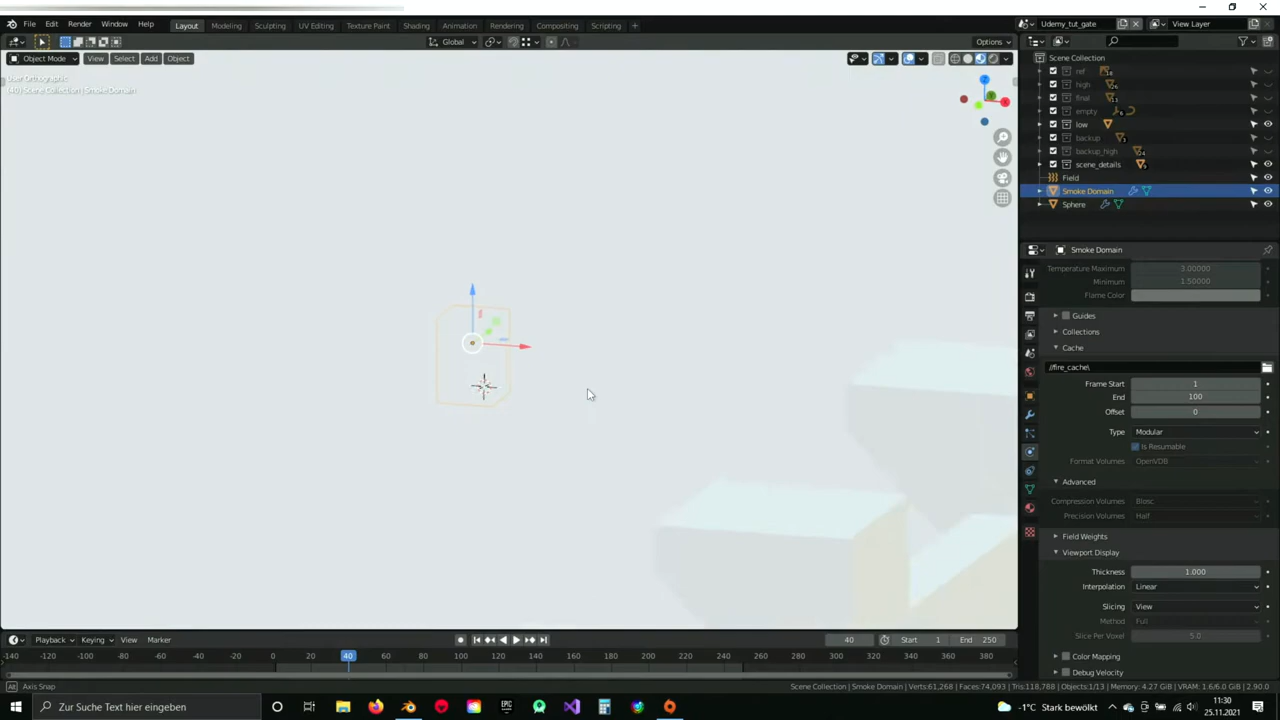 File Edit Render Window Help Layout Modeling Sculpting UV Editing Texture Paint Shading Animation Rendering Compositing Scripting + Udemy_tut_gate View Layer
Global Options
Object Mode View Select Add Object
User Orthographic
(40) Scene Collection | Smoke Domain
Scene Collection
ref
high
final
empty
low
backup
backup_high
scene_details
Field
Smoke Domain
Sphere
Smoke Domain
Temperature Maximum 3.00000
Minimum 1.50000
Flame Color
Guides
Collections
Cache
//fire_cache\
Frame Start 1
End 100
Offset 0
Type Modular
Is Resumable
Format Volumes OpenVDB
Advanced
Compression Volumes Blosc
Precision Volumes Half
Field Weights
Viewport Display
Thickness 1.000
Interpolation Linear
Slicing View
Method Full
Slice Per Voxel 5.0
Color Mapping
Debug Velocity
Playback Keying View Marker 40 Start 1 End 250
-140 -120 -100 -80 -60 -40 -20 0 20 40 60 80 100 120 140 160 180 200 220 240 260 280 300 320 340 360 380
Axis Snap Scene Collection | Smoke Domain | Verts:61,268 | Faces:74,093 | Tris:118,788 | Objects:1/13 | Memory: 4.27 GiB | VRAM: 1.6/6.0 GiB | 2.90.0
Zur Suche Text hier eingeben -1°C Stark bewölkt 11:30
25.11.2021